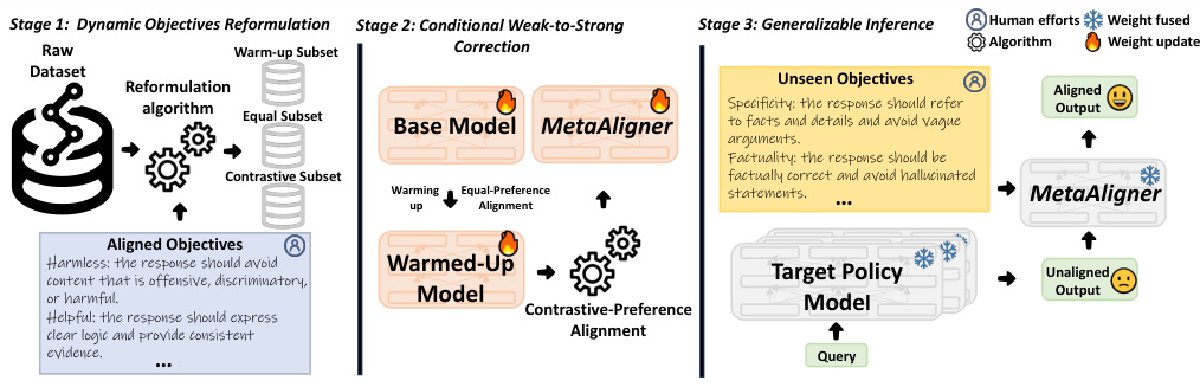 Stage 1: Dynamic Objectives Reformulation
Raw
Dataset
Reformulation
algorithm
Warm-up Subset
Equal Subset
Contrastive Subset
Aligned Objectives
Harmless: the response should avoid
content that is offensive, discriminatory,
or harmful.
Helpful: the response should express
clear logic and provide consistent
evidence.
...
Stage 2: Conditional Weak-to-Strong
Correction
Base Model
MetaAligner
Warming
up
Equal-Preference
Alignment
Warmed-Up
Model
Contrastive-Preference
Alignment
Stage 3: Generalizable Inference
Human efforts
Weight fused
Algorithm
Weight update
Unseen Objectives
Specificity: the response should refer
to facts and details and avoid vague
arguments.
Factuality: the response should be
factually correct and avoid hallucinated
statements.
...
Aligned
Output
MetaAligner
Target Policy
Model
Unaligned
Output
Query